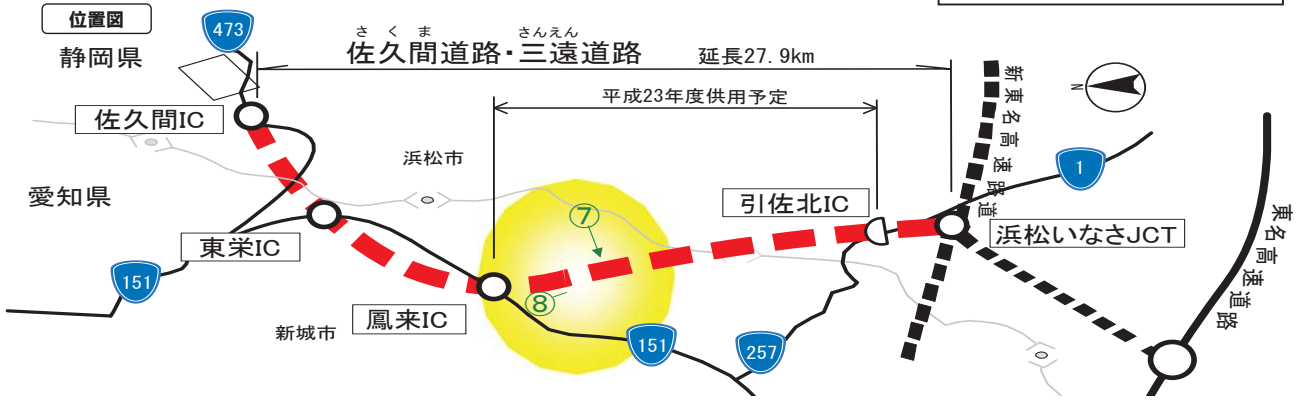 位置図
静岡県
473
さくま
さんえん
佐久間道路・三遠道路
延長27.9km
平成23年度供用予定
N
新東名高速道路
佐久間IC
浜松市
1
愛知県
引佐北IC
⑦
東栄IC
浜松いなさJCT
東名高速道路
151
⑧
鳳来IC
新城市
151
257